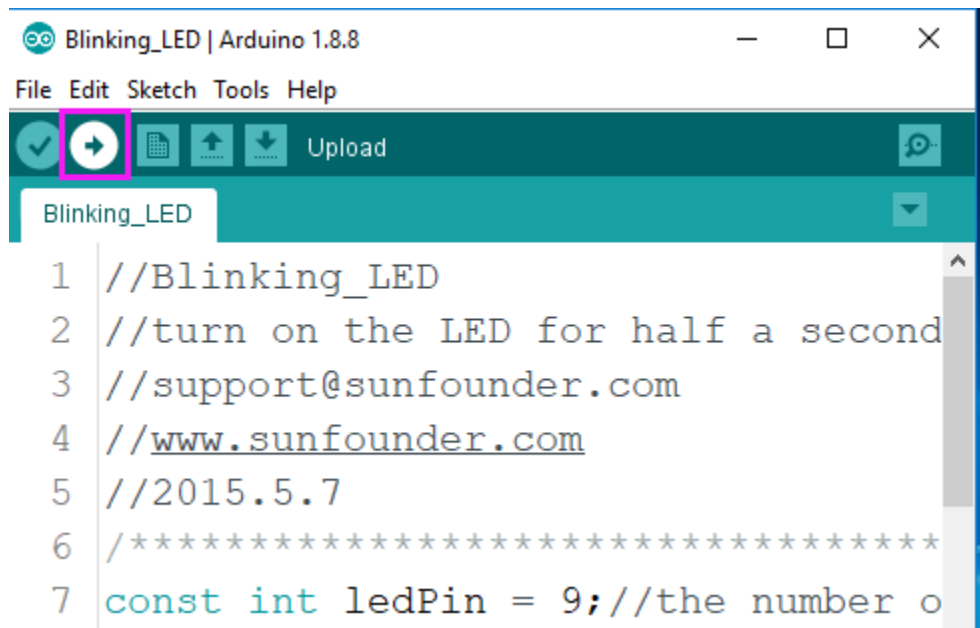 Blinking_LED | Arduino 1.8.8
File Edit Sketch Tools Help
Upload
Blinking_LED
1 //Blinking_LED
2 //turn on the LED for half a second
3 //support@sunfounder.com
4 //www.sunfounder.com
5 //2015.5.7
6 /***********************************
7 const int ledPin = 9;//the number o